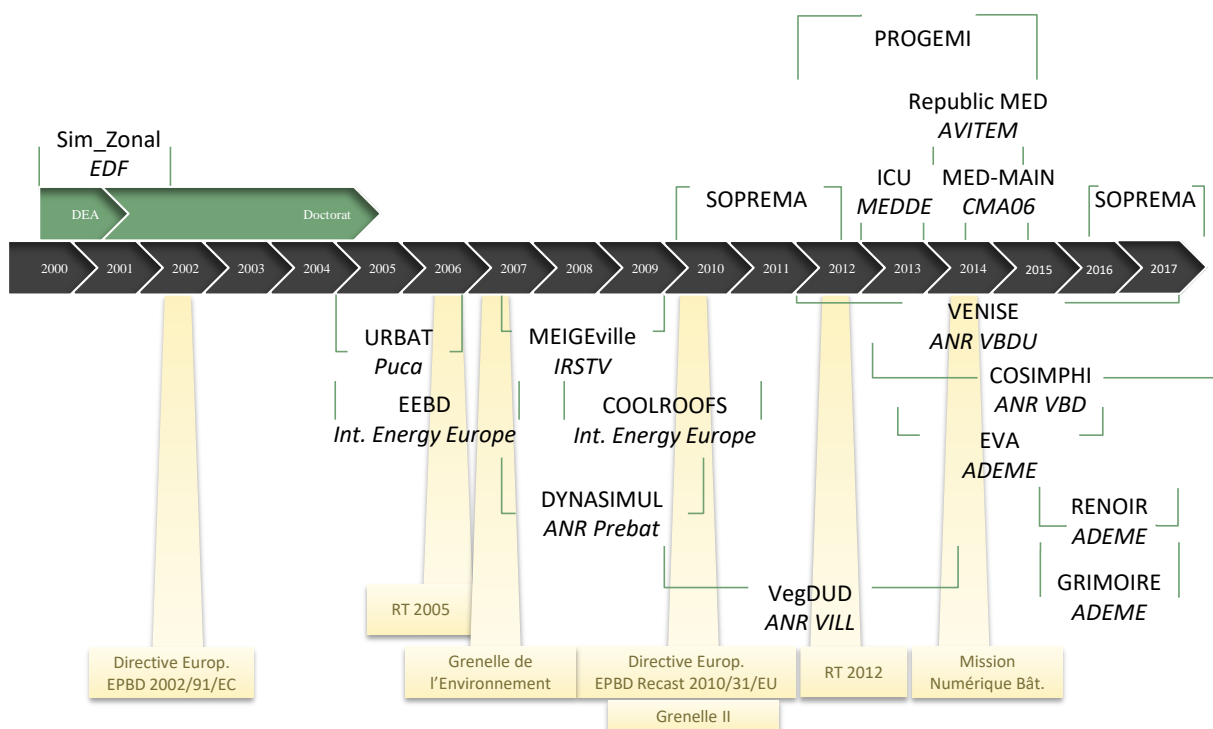 PROGEMI
Republic MED
AVITEM
Sim_Zonal
EDF
SOPREMA
ICU
MEDDE
MED-MAIN
CMA06
SOPREMA
DEA
Doctorat
2000
2001
2002
2003
2004
2005
2006
2007
2008
2009
2010
2011
2012
2013
2014
2015
2016
2017
URBAT
Puca
MEIGEville
IRSTV
VENISE
ANR VBDU
EEBD
Int. Energy Europe
COOLROOFS
Int. Energy Europe
COSIMPHI
ANR VBD
EVA
ADEME
DYNASIMUL
ANR Prebat
RENOIR
ADEME
VegDUD
ANR VILL
GRIMOIRE
ADEME
RT 2005
Directive Europ.
EPBD 2002/91/EC
Grenelle de
l’Environnement
Directive Europ.
EPBD Recast 2010/31/EU
Grenelle II
RT 2012
Mission
Numérique Bât.